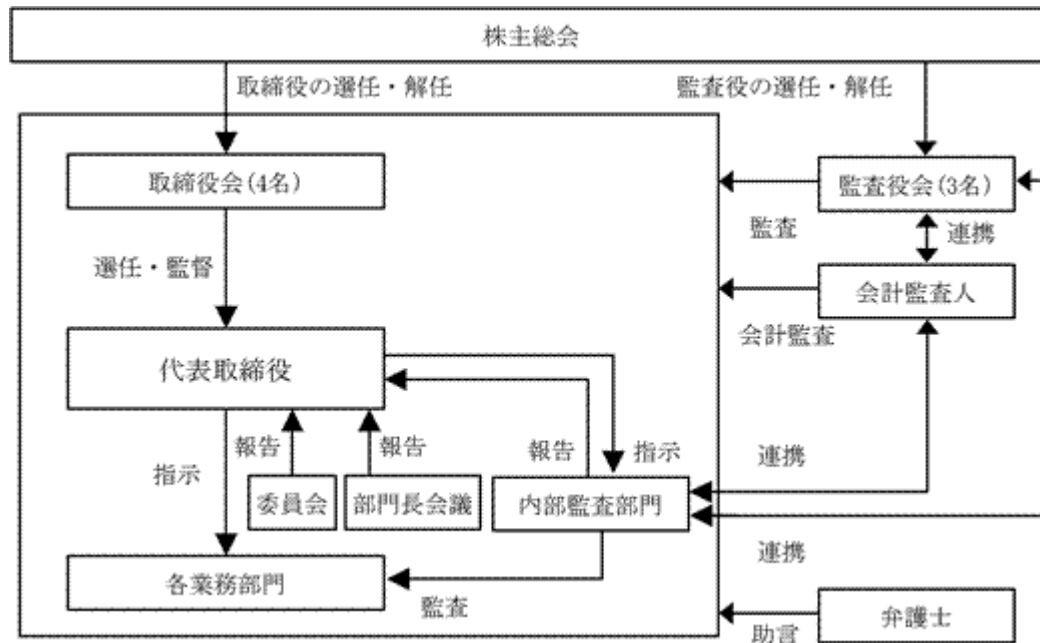 株主総会
取締役の選任・解任
監査役の選任・解任
取締役会(4名)
監査役会(3名)
監査
連携
選任・監督
会計監査人
会計監査
代表取締役
報告
報告
報告
指示
指示
連携
委員会
部門長会議
内部監査部門
連携
各業務部門
監査
弁護士
助言